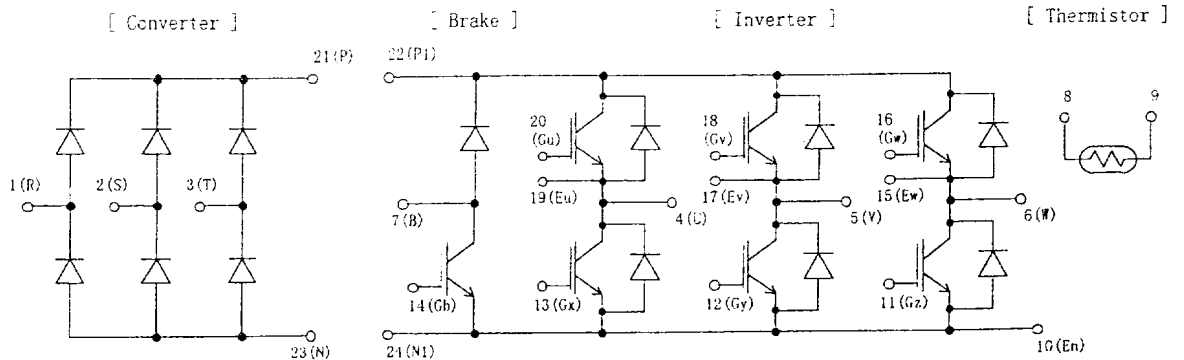 [ Converter ]
[ Brake ]
[ Inverter ]
[ Thermistor ]
21(P)
22(P1)
20
(Gu)
18
(Gv)
16
(Gw)
8
9
1(R)
2(S)
3(T)
7(B)
19(Eu)
4(U)
17(Ev)
5(V)
15(Ew)
6(W)
14(Gb)
13(Gx)
12(Gy)
11(Gz)
23(N)
24(N1)
10(En)